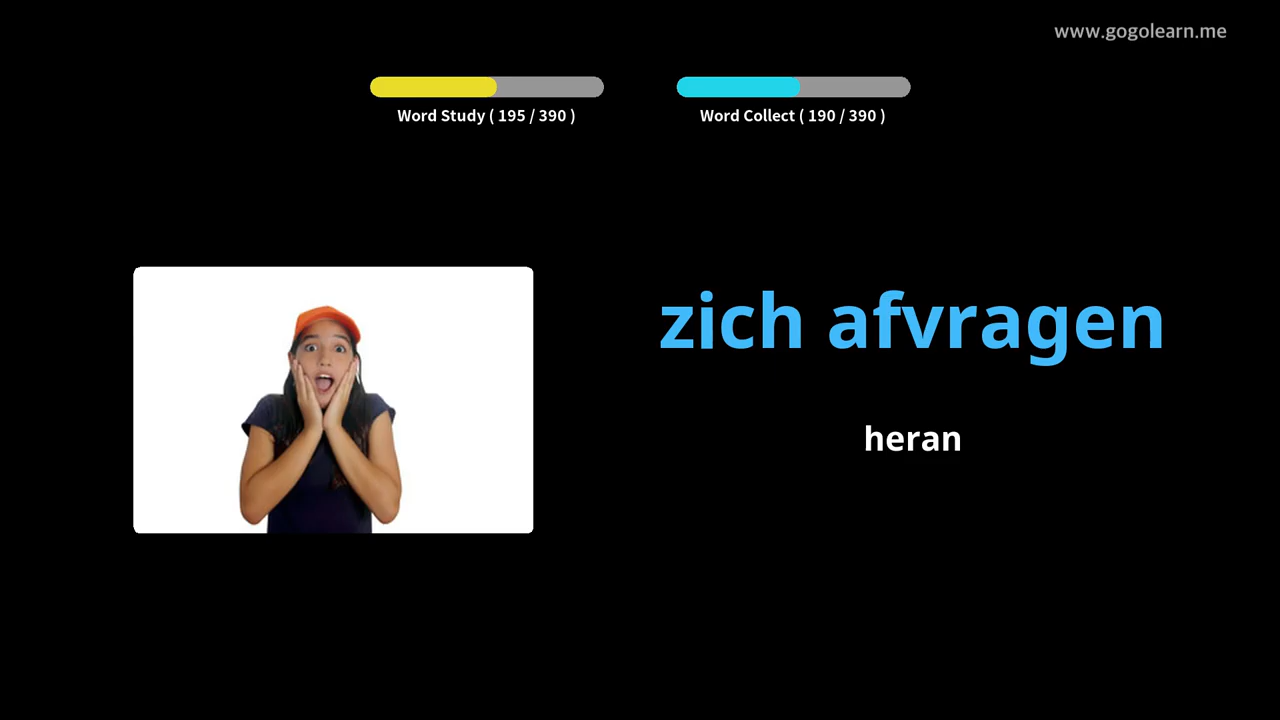 www.gogolearn.me
Word Study ( 195 / 390 )
Word Collect ( 190 / 390 )
zich afvragen
heran